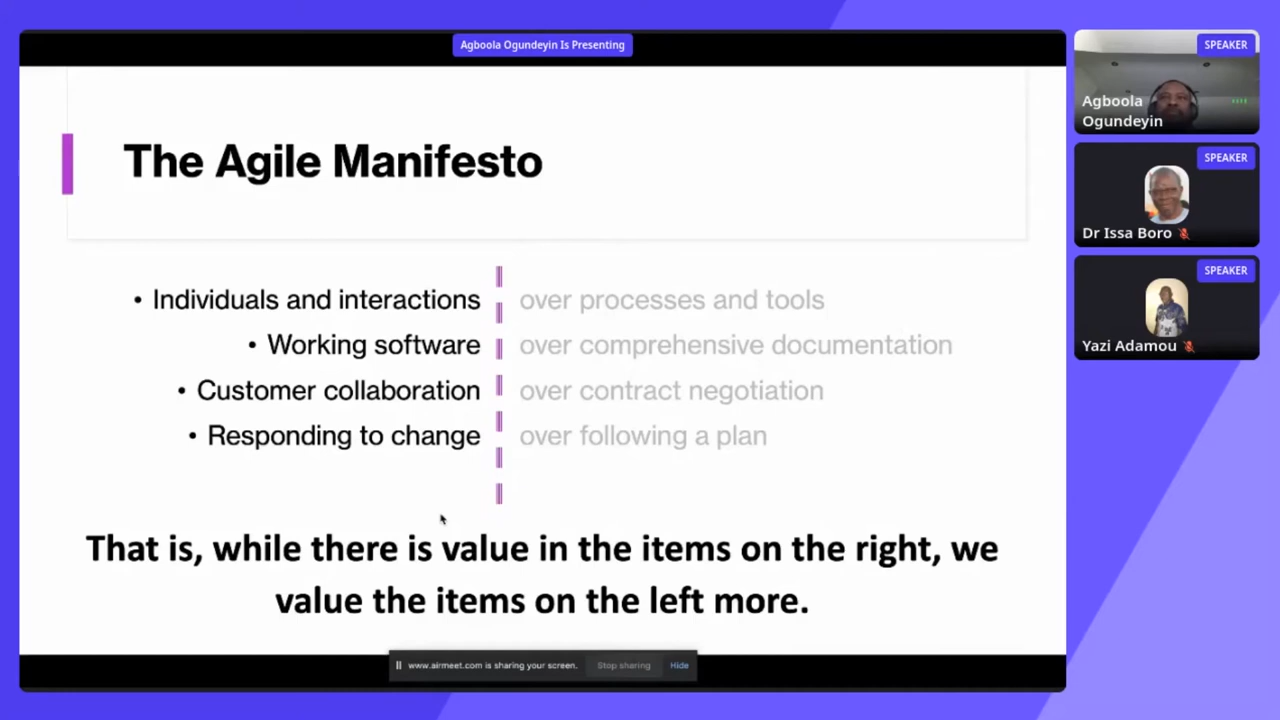 Agboola Ogundeyin Is Presenting
The Agile Manifesto
• Individuals and interactions over processes and tools
• Working software over comprehensive documentation
• Customer collaboration over contract negotiation
• Responding to change over following a plan
That is, while there is value in the items on the right, we
value the items on the left more.
www.airmeet.com is sharing your screen. Stop sharing Hide
SPEAKER
Agboola
Ogundeyin
SPEAKER
Dr Issa Boro
SPEAKER
Yazi Adamou